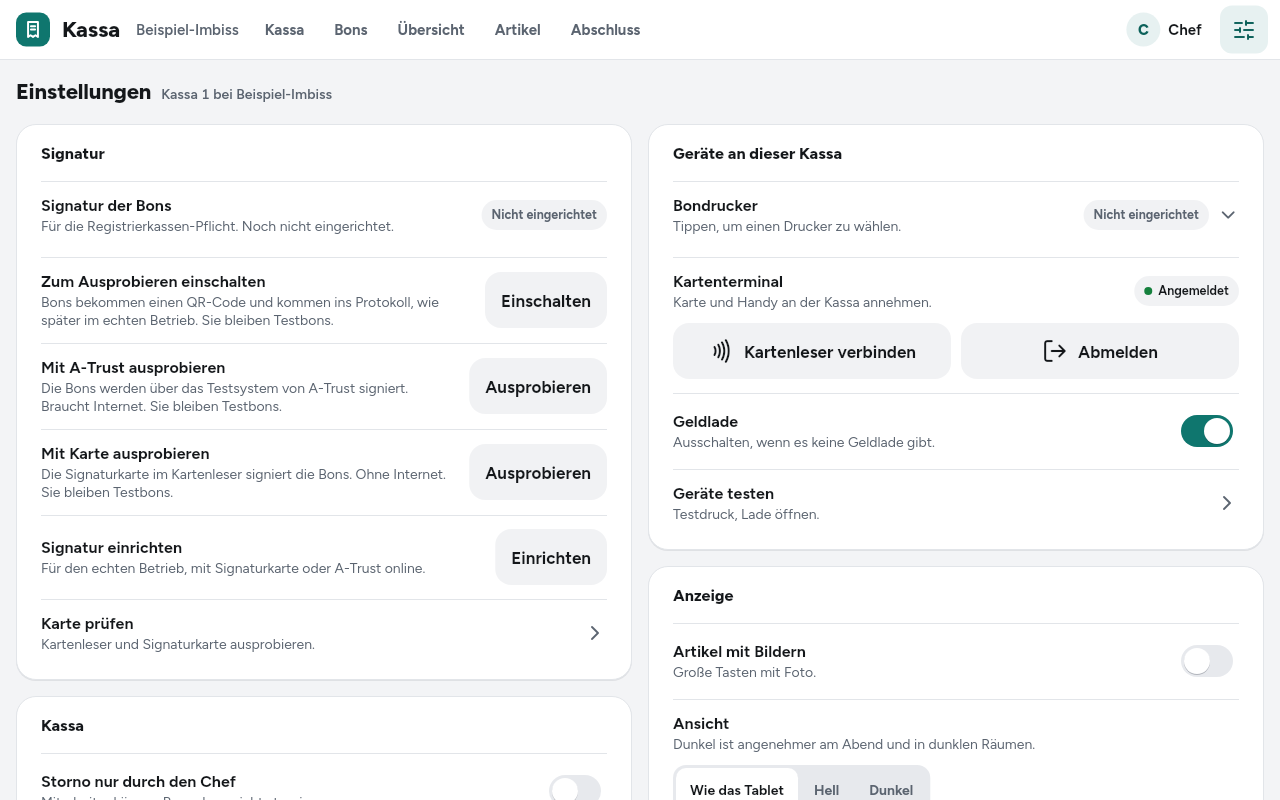 Kassa Beispiel-Imbiss Kassa Bons Übersicht Artikel Abschluss C Chef
Einstellungen Kassa 1 bei Beispiel-Imbiss
Signatur
Signatur der Bons
Für die Registrierkassen-Pflicht. Noch nicht eingerichtet.
Nicht eingerichtet
Zum Ausprobieren einschalten
Bons bekommen einen QR-Code und kommen ins Protokoll, wie
später im echten Betrieb. Sie bleiben Testbons.
Einschalten
Mit A-Trust ausprobieren
Die Bons werden über das Testsystem von A-Trust signiert.
Braucht Internet. Sie bleiben Testbons.
Ausprobieren
Mit Karte ausprobieren
Die Signaturkarte im Kartenleser signiert die Bons. Ohne Internet.
Sie bleiben Testbons.
Ausprobieren
Signatur einrichten
Für den echten Betrieb, mit Signaturkarte oder A-Trust online.
Einrichten
Karte prüfen
Kartenleser und Signaturkarte ausprobieren.
Kassa
Storno nur durch den Chef
Geräte an dieser Kassa
Bondrucker
Tippen, um einen Drucker zu wählen.
Nicht eingerichtet
Kartenterminal
Karte und Handy an der Kassa annehmen.
Angemeldet
Kartenleser verbinden
Abmelden
Geldlade
Ausschalten, wenn es keine Geldlade gibt.
Geräte testen
Testdruck, Lade öffnen.
Anzeige
Artikel mit Bildern
Große Tasten mit Foto.
Ansicht
Dunkel ist angenehmer am Abend und in dunklen Räumen.
Wie das Tablet Hell Dunkel